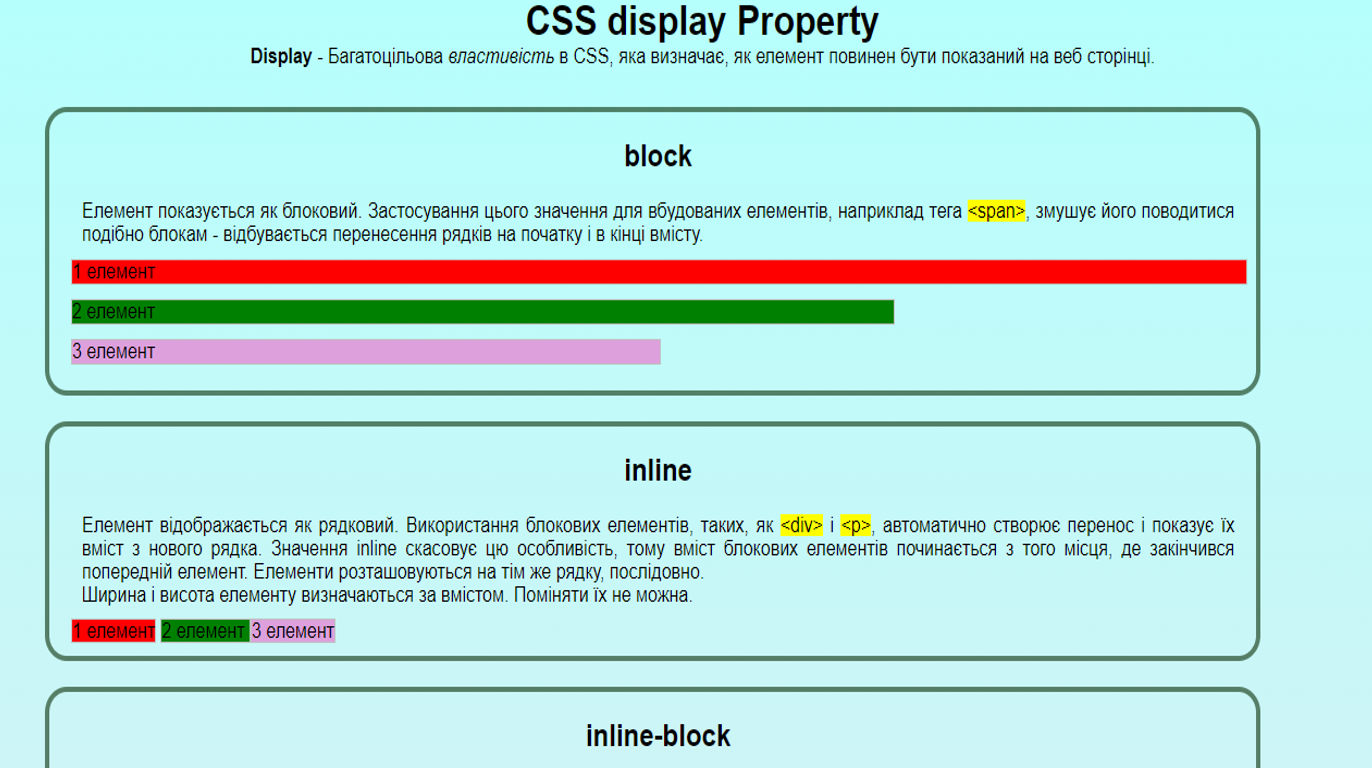 CSS display Property
Display - Багатоцільова властивість в CSS, яка визначає, як елемент повинен бути показаний на веб сторінці.
block
Елемент показується як блоковий. Застосування цього значення для вбудованих елементів, наприклад тега <span>, змушує його поводитися
подібно блокам - відбувається перенесення рядків на початку і в кінці вмісту.
1 елемент
2 елемент
3 елемент
inline
Елемент відображається як рядковий. Використання блокових елементів, таких, як <div> і <p>, автоматично створює перенос і показує їх
вміст з нового рядка. Значення inline скасовує цю особливість, тому вміст блокових елементів починається з того місця, де закінчився
попередній елемент. Елементи розташовуються на тім же рядку, послідовно.
Ширина і висота елементу визначаються за вмістом. Поміняти їх не можна.
1 елемент 2 елемент 3 елемент
inline-block